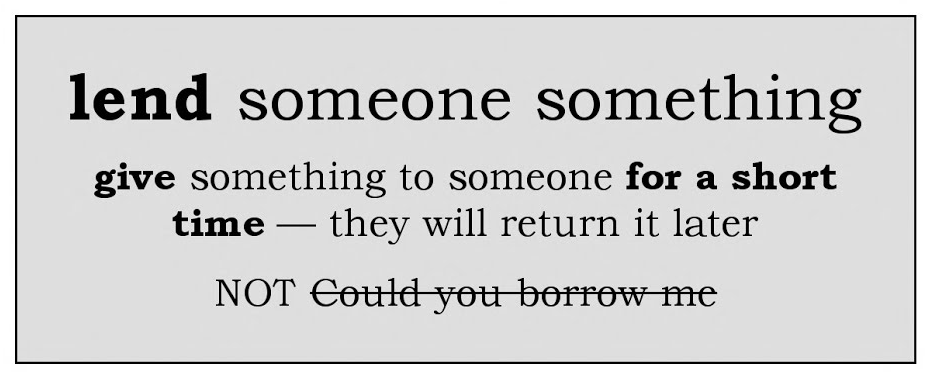 lend someone something
give something to someone for a short
time — they will return it later
NOT Could you borrow me